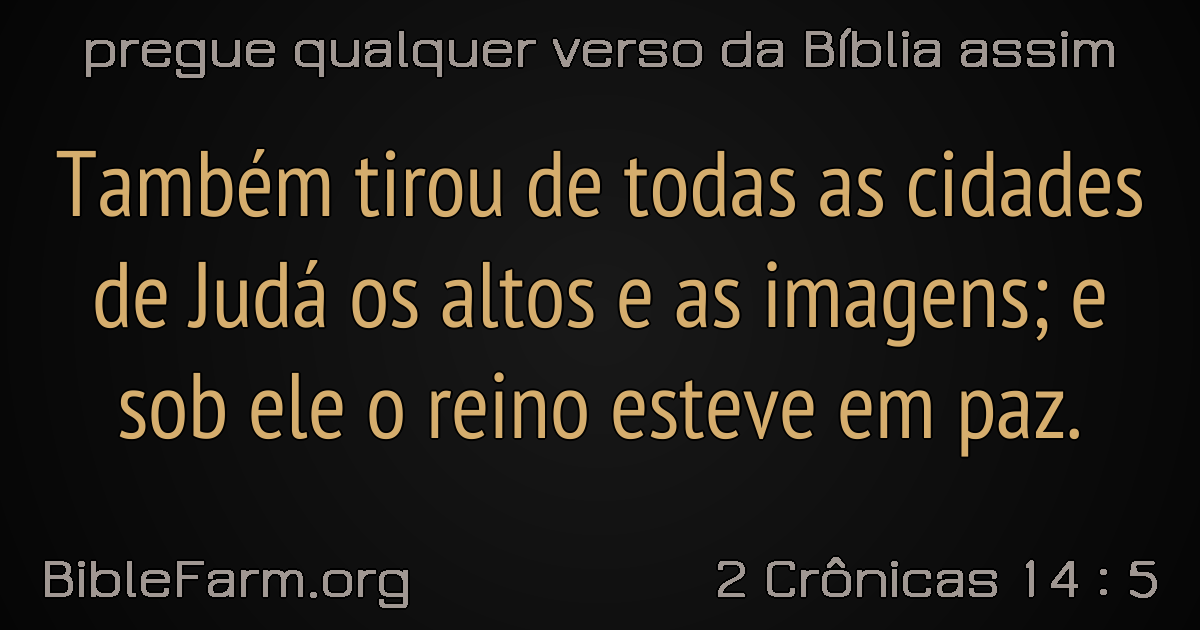 pregue qualquer verso da Bíblia assim
Também tirou de todas as cidades
de Judá os altos e as imagens; e
sob ele o reino esteve em paz.
BibleFarm.org
2 Crônicas 14 : 5